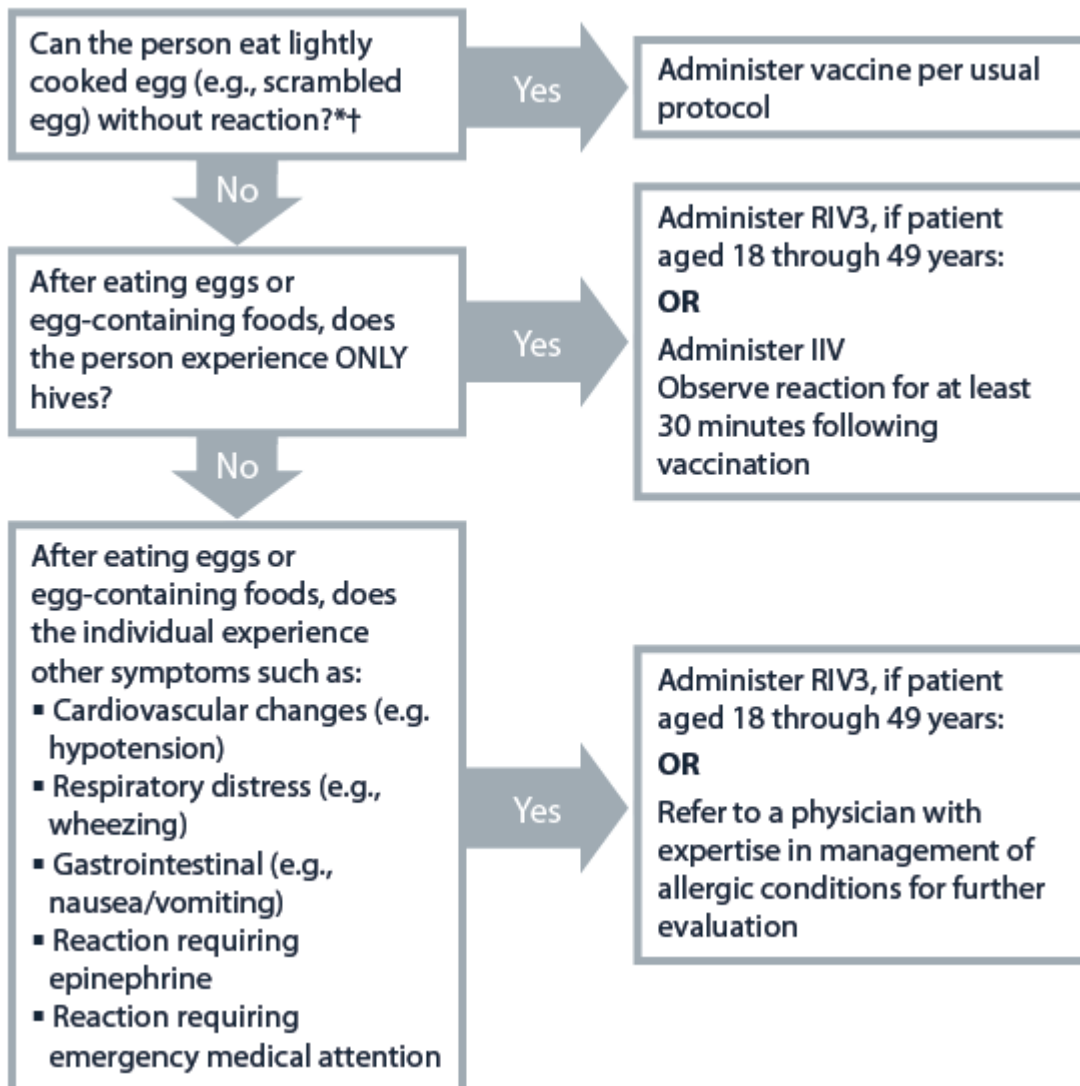 Can the person eat lightly
cooked egg (e.g., scrambled
egg) without reaction?*†
Yes
Administer vaccine per usual
protocol
No
After eating eggs or
egg-containing foods, does
the person experience ONLY
hives?
Yes
Administer RIV3, if patient
aged 18 through 49 years:
OR
Administer IIV
Observe reaction for at least
30 minutes following
vaccination
No
After eating eggs or
egg-containing foods, does
the individual experience
other symptoms such as:
▪ Cardiovascular changes (e.g.
hypotension)
▪ Respiratory distress (e.g.,
wheezing)
▪ Gastrointestinal (e.g.,
nausea/vomiting)
▪ Reaction requiring
epinephrine
▪ Reaction requiring
emergency medical attention
Yes
Administer RIV3, if patient
aged 18 through 49 years:
OR
Refer to a physician with
expertise in management of
allergic conditions for further
evaluation